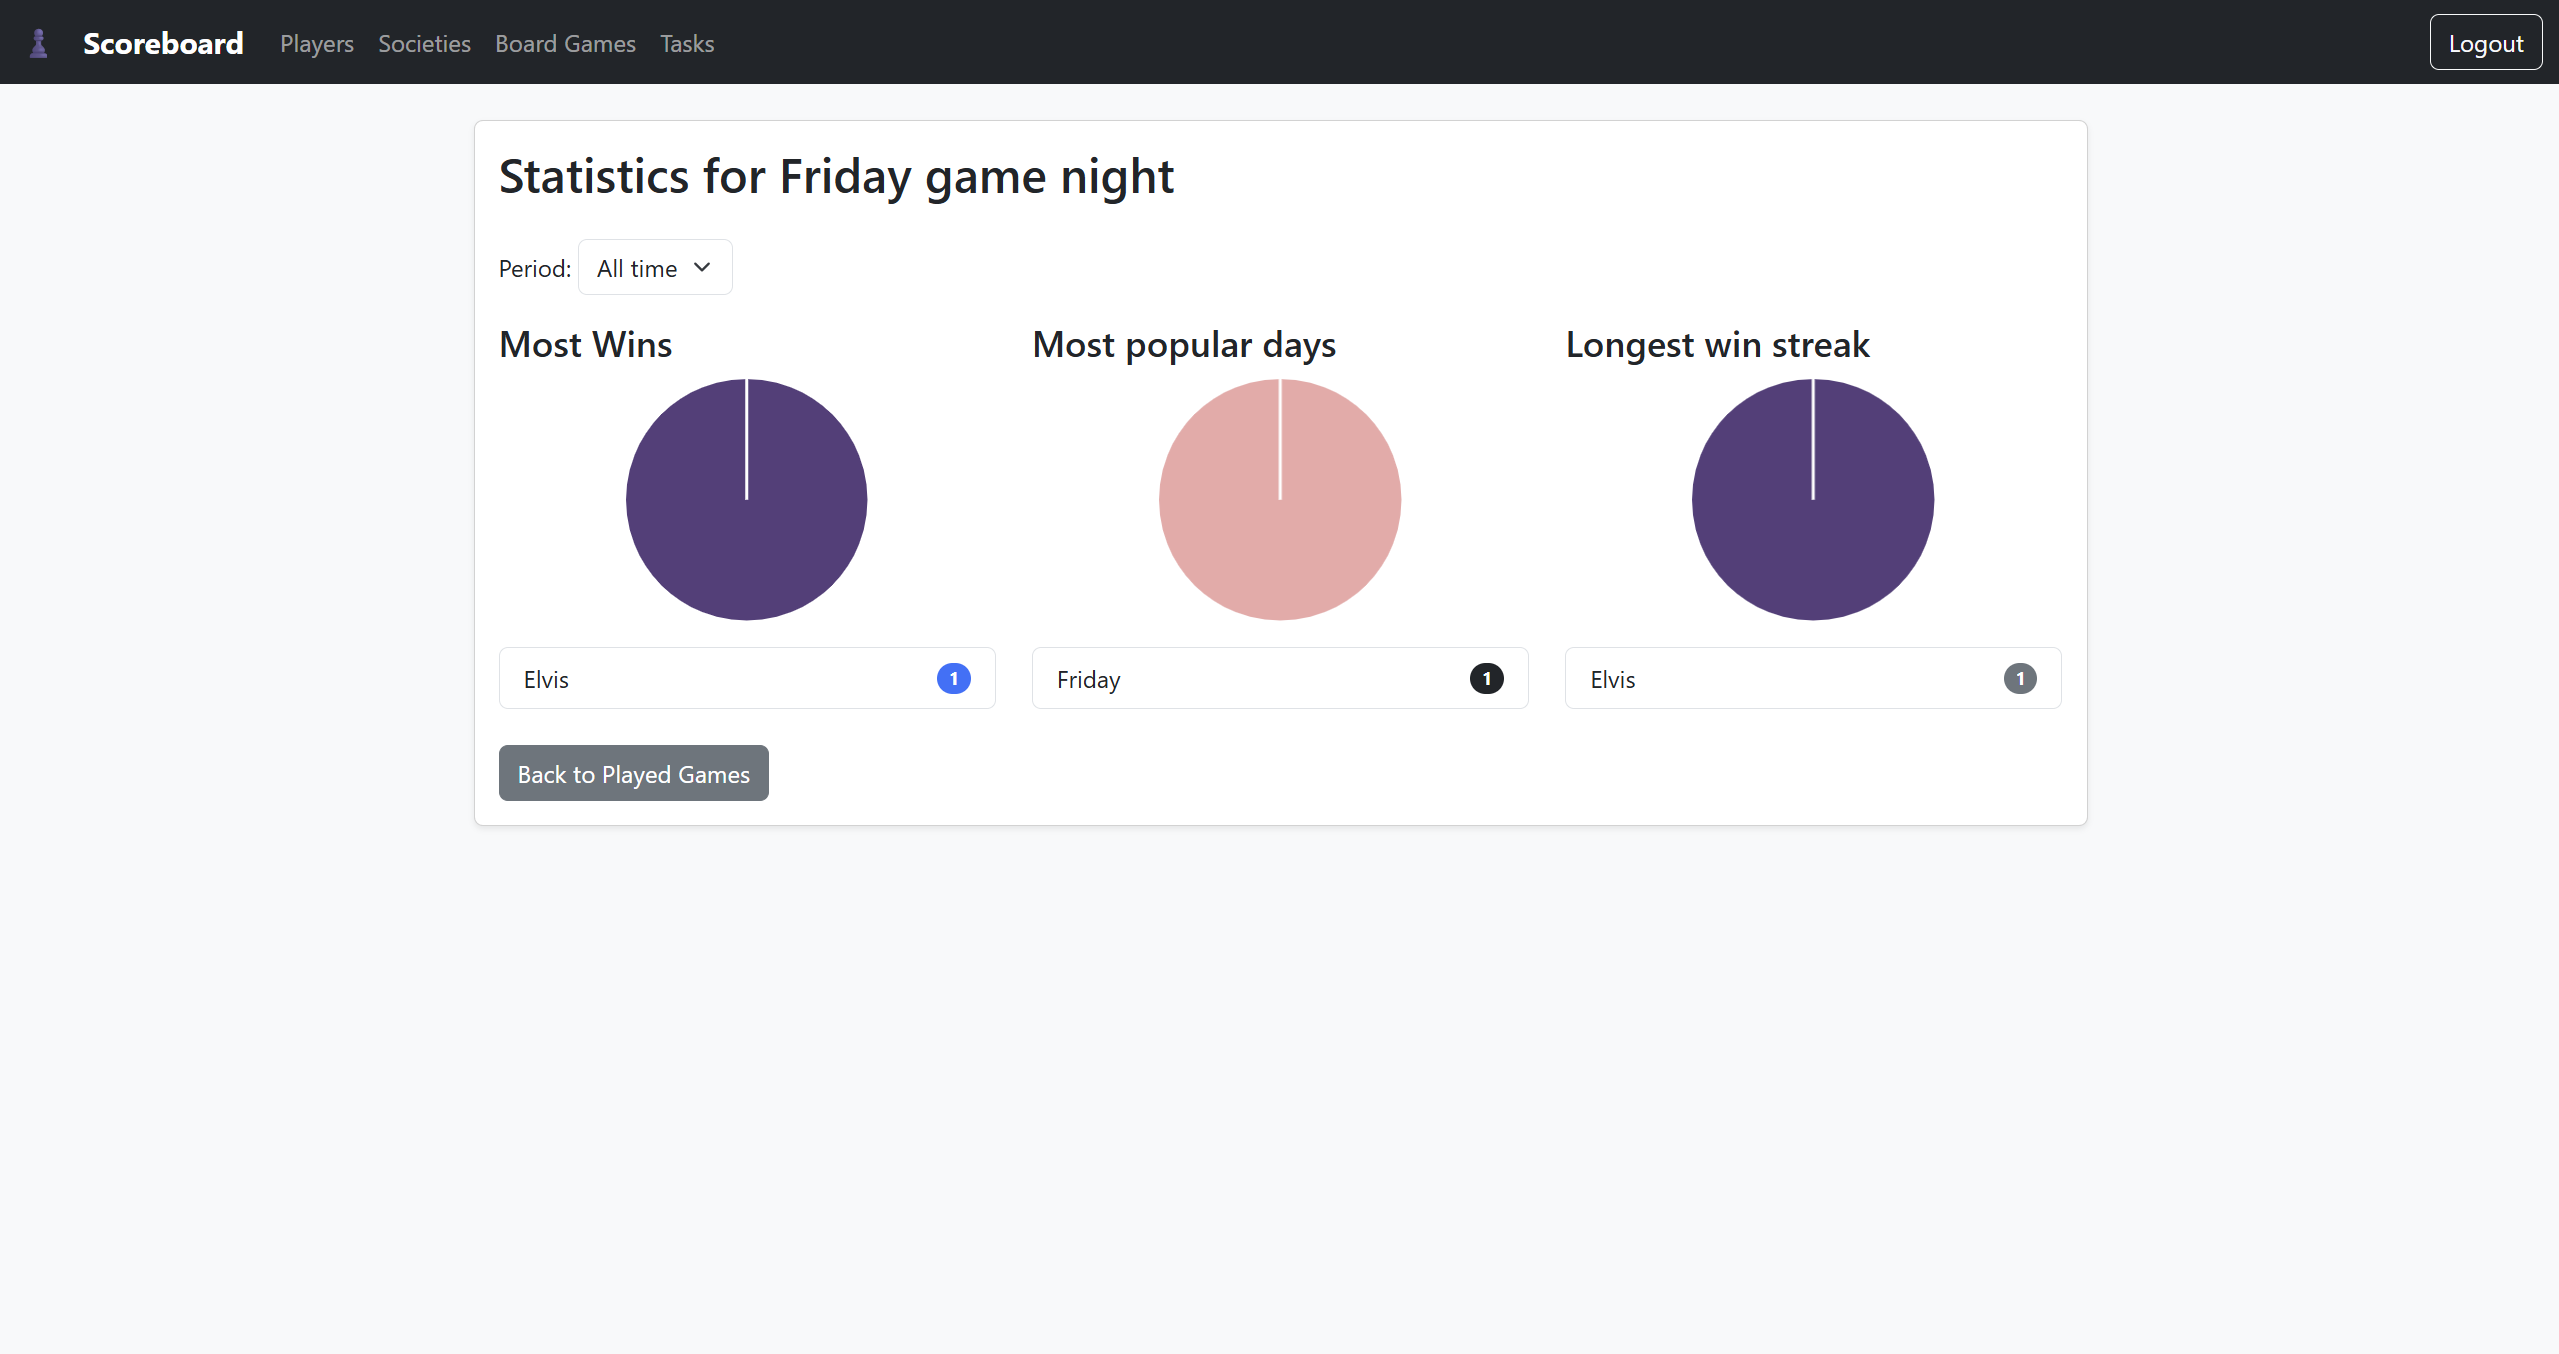 Scoreboard Players Societies Board Games Tasks Logout
Statistics for Friday game night
Period: All time
Most Wins Most popular days Longest win streak
Elvis 1 Friday 1 Elvis 1
Back to Played Games